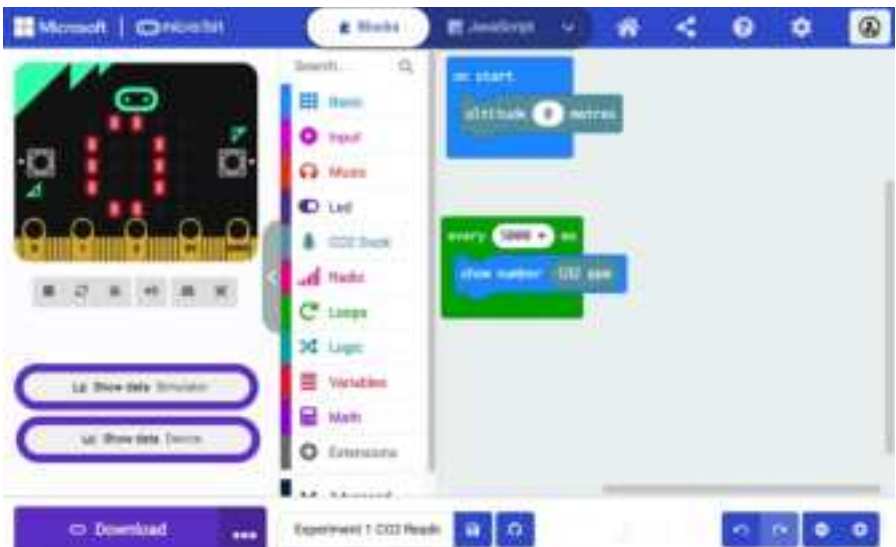 Microsoft | micro:bit
Blocks
JavaScript
Search...
Basic
Input
Music
Led
CO2 Dock
Radio
Loops
Logic
Variables
Math
Extensions
Advanced
on start
altitude 0 metres
every 5000 ms
show number CO2 ppm
Show data Simulator
Show data Device
Download
Experiment 1 CO2 Readi